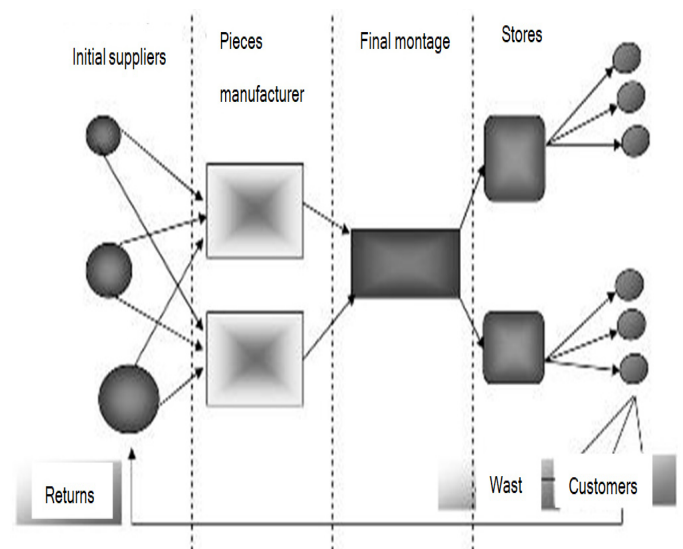 Initial suppliers
Pieces
manufacturer
Final montage
Stores
Returns
Wast
Customers